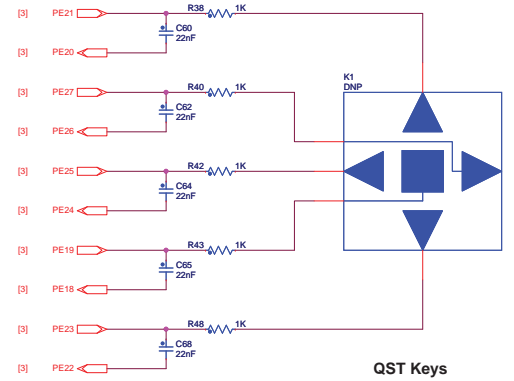 [3] PE21 R38 1K
C60
22nF
[3] PE20
K1
DNP
[3] PE27 R40 1K
C62
22nF
[3] PE26
[3] PE25 R42 1K
C64
22nF
[3] PE24
[3] PE19 R43 1K
C65
22nF
[3] PE18
[3] PE23 R48 1K
C68
22nF
[3] PE22
QST Keys